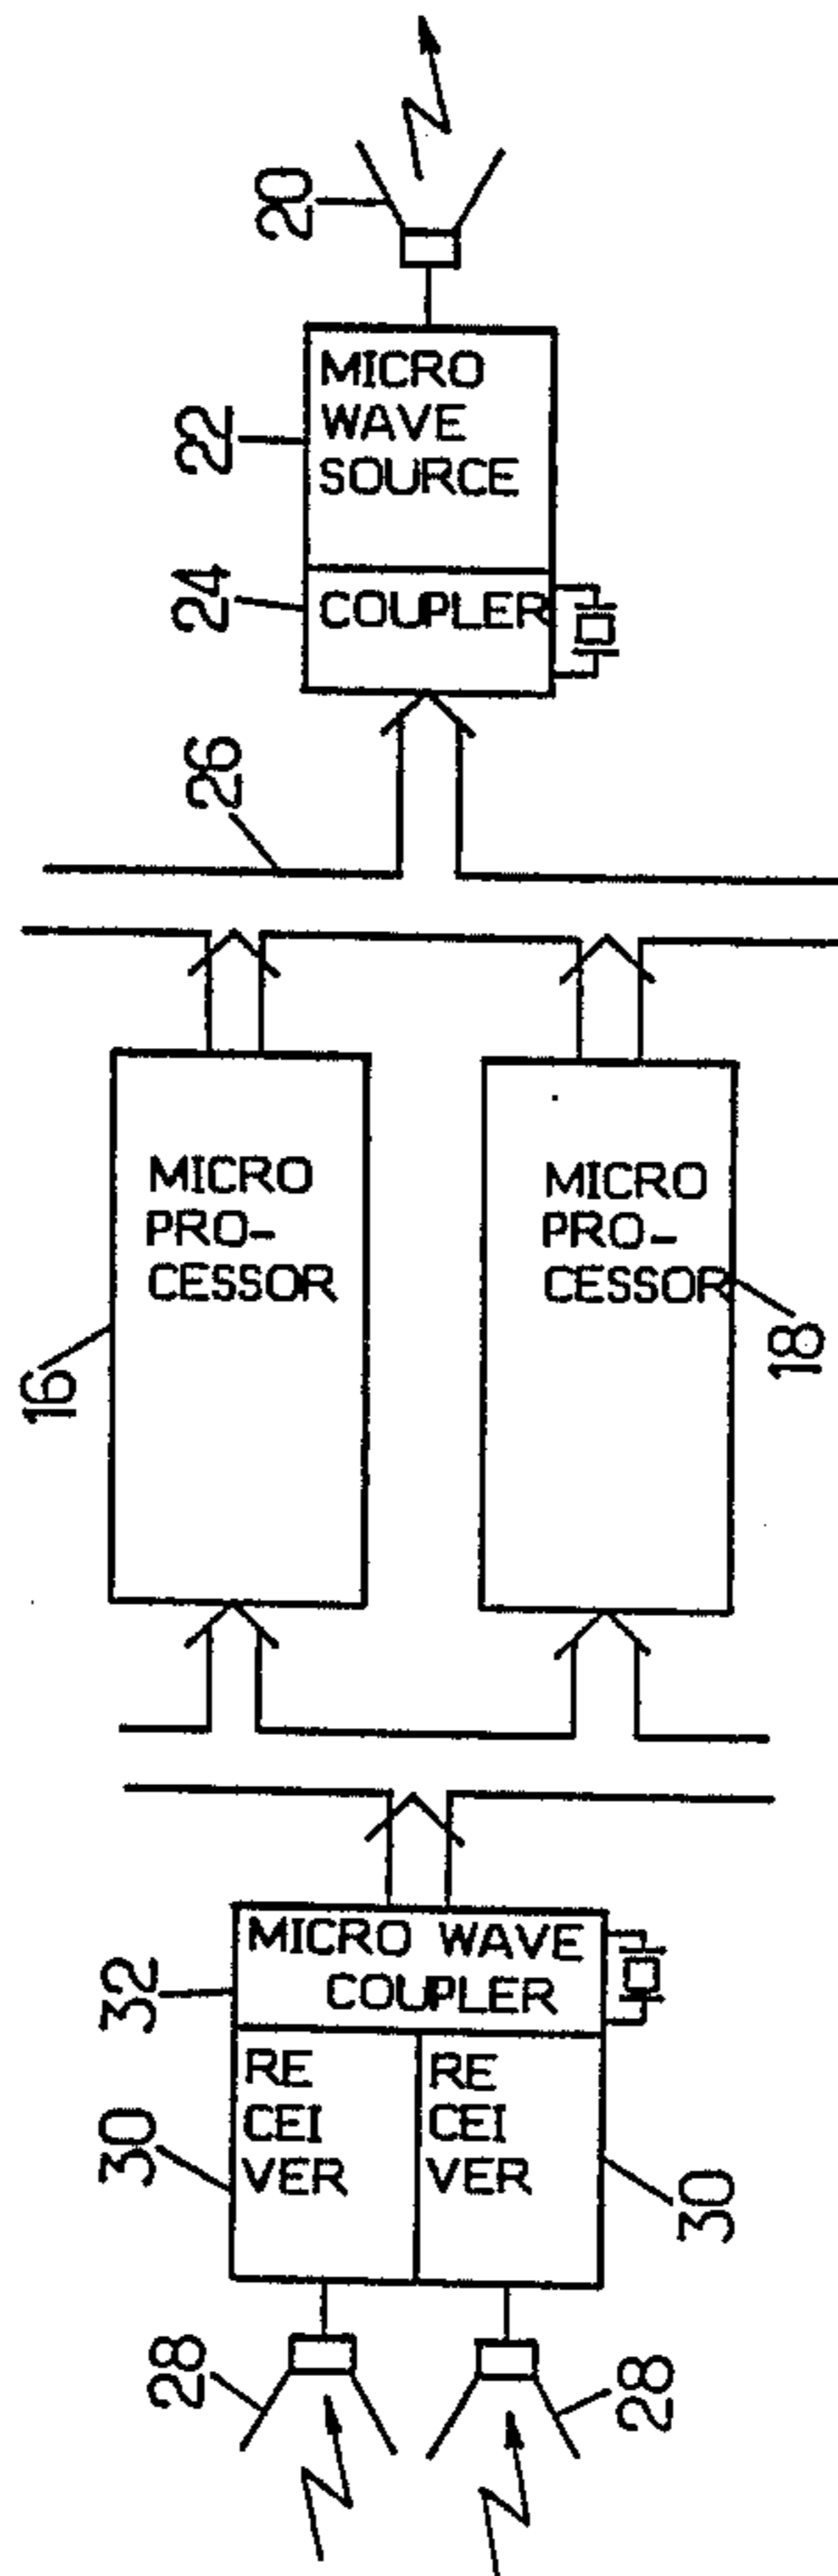 20
22
MICRO
WAVE
SOURCE
24
COUPLER
26
MICRO
PRO-
CESSOR
16
MICRO
PRO-
CESSOR
18
32
MICRO WAVE
COUPLER
30
RE
CEI
VER
RE
CEI
VER
30
28
28